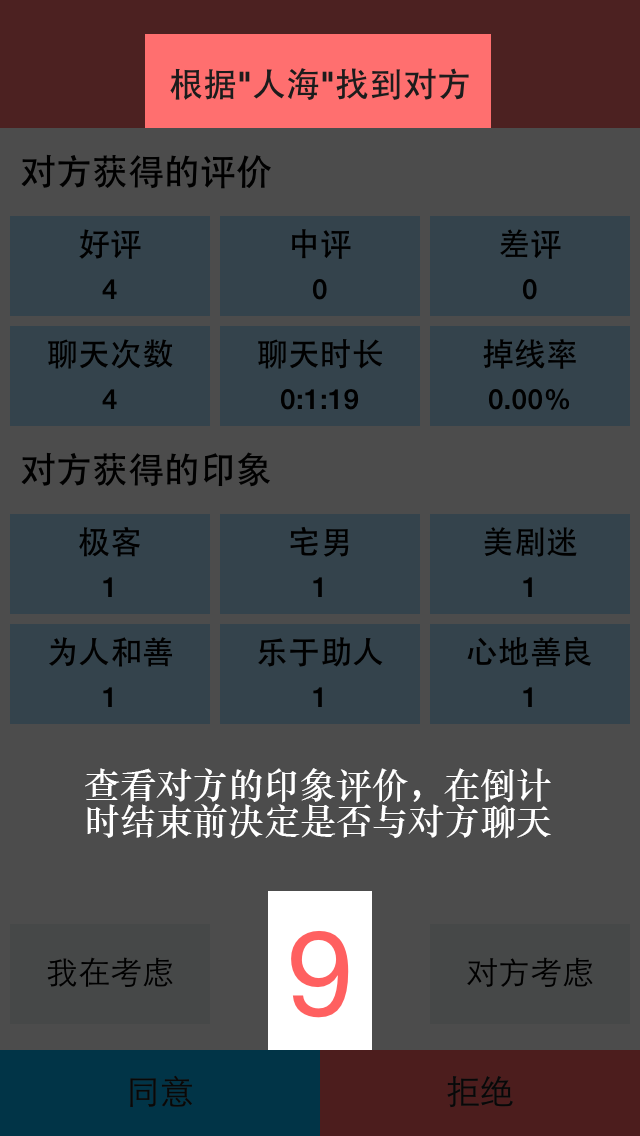 根据"人海"找到对方
对方获得的评价
好评 中评 差评
4 0 0
聊天次数 聊天时长 掉线率
4 0:1:19 0.00%
对方获得的印象
极客 宅男 美剧迷
1 1 1
为人和善 乐于助人 心地善良
1 1 1
查看对方的印象评价，在倒计
时结束前决定是否与对方聊天
我在考虑 9 对方考虑
同意 拒绝